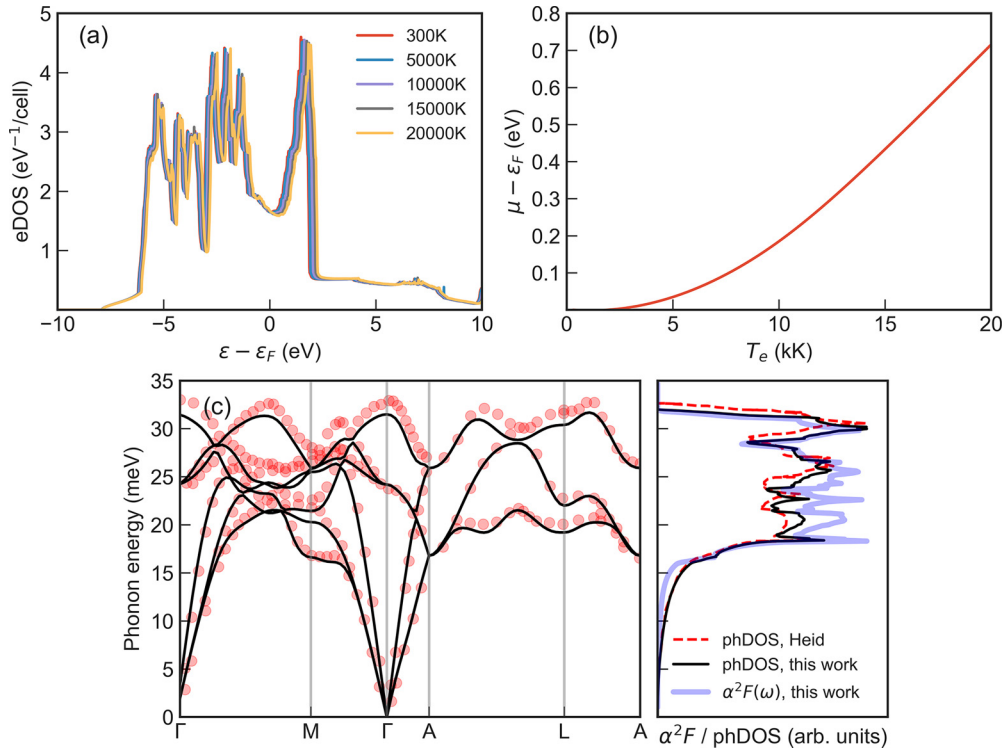 (a)
5
4
3
2
1
eDOS (eV⁻¹/cell)
300K
5000K
10000K
15000K
20000K
−10 −5 0 5 10
ε − ε_F (eV)
(b)
0.8
0.7
0.6
0.5
0.4
0.3
0.2
0.1
μ − ε_F (eV)
0 5 10 15 20
T_e (kK)
(c)
35
30
25
20
15
10
5
0
Phonon energy (meV)
Γ M Γ A L A
phDOS, Heid
phDOS, this work
α²F(ω), this work
α²F / phDOS (arb. units)